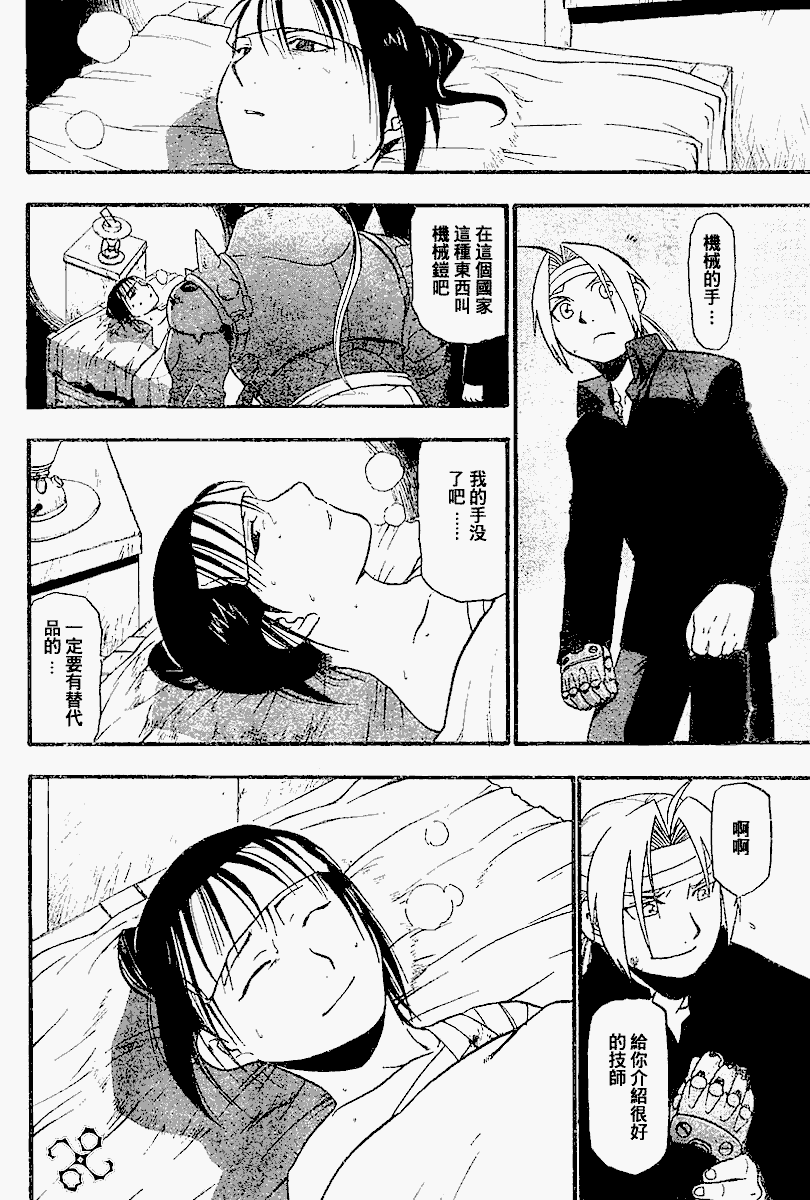 機械的手…
在這個國家
這種東西叫
機械鎧吧
我的手没
了吧……
一定要有替代
品的…
啊啊
給你介紹很好
的技師